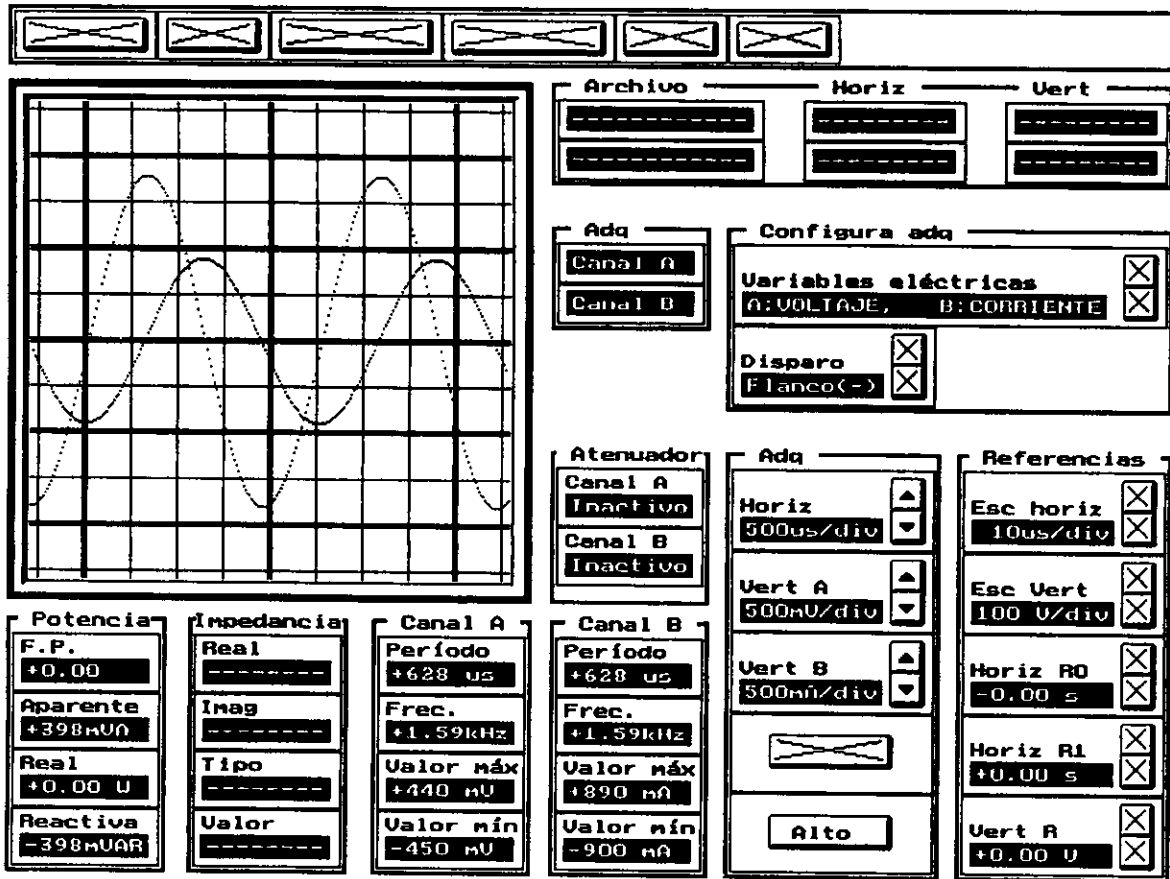 Archivo Horiz Vert
Adq
Canal A
Canal B
Configura adq
Variables eléctricas
A:VOLTAJE, B:CORRIENTE
Disparo
Flanco(-)
Atenuador
Canal A
Inactivo
Canal B
Inactivo
Adq
Horiz
500us/div
Vert A
500mV/div
Vert B
500mA/div
Alto
Referencias
Esc horiz
10us/div
Esc Vert
100 V/div
Horiz R0
-0.00 s
Horiz R1
+0.00 s
Vert R
+0.00 V
Potencia
F.P.
+0.00
Aparente
+398mVA
Real
+0.00 W
Reactiva
-398mVAR
Impedancia
Real
Imag
Tipo
Valor
Canal A
Período
+628 us
Frec.
+1.59kHz
Valor máx
+440 mV
Valor mín
-450 mV
Canal B
Período
+628 us
Frec.
+1.59kHz
Valor máx
+890 mA
Valor mín
-900 mA